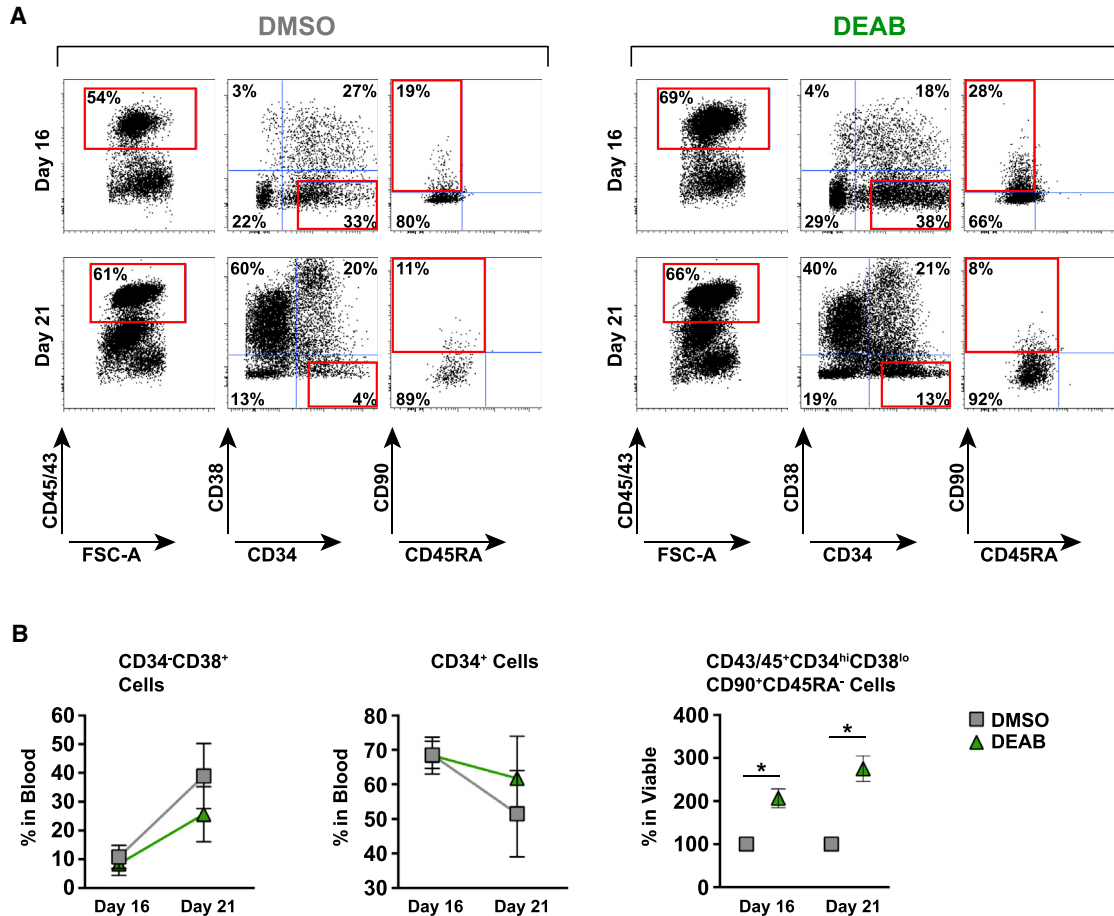 A
DMSO
DEAB
Day 16
54%
3%
27%
22%
33%
19%
80%
69%
4%
18%
29%
38%
28%
66%
Day 21
61%
60%
20%
13%
4%
11%
89%
66%
40%
21%
19%
13%
8%
92%
CD45/43
FSC-A
CD38
CD34
CD90
CD45RA
CD45/43
FSC-A
CD38
CD34
CD90
CD45RA
Day 16
Day 21
B
CD34⁻CD38⁺
Cells
% in Blood
60
50
40
30
20
10
0
Day 16
Day 21
CD34⁺ Cells
% in Blood
80
70
60
50
40
30
Day 16
Day 21
CD43/45⁺CD34ʰⁱCD38ˡᵒ
CD90⁺CD45RA⁻ Cells
% in Viable
400
300
200
100
0
*
*
Day 16
Day 21
DMSO
DEAB